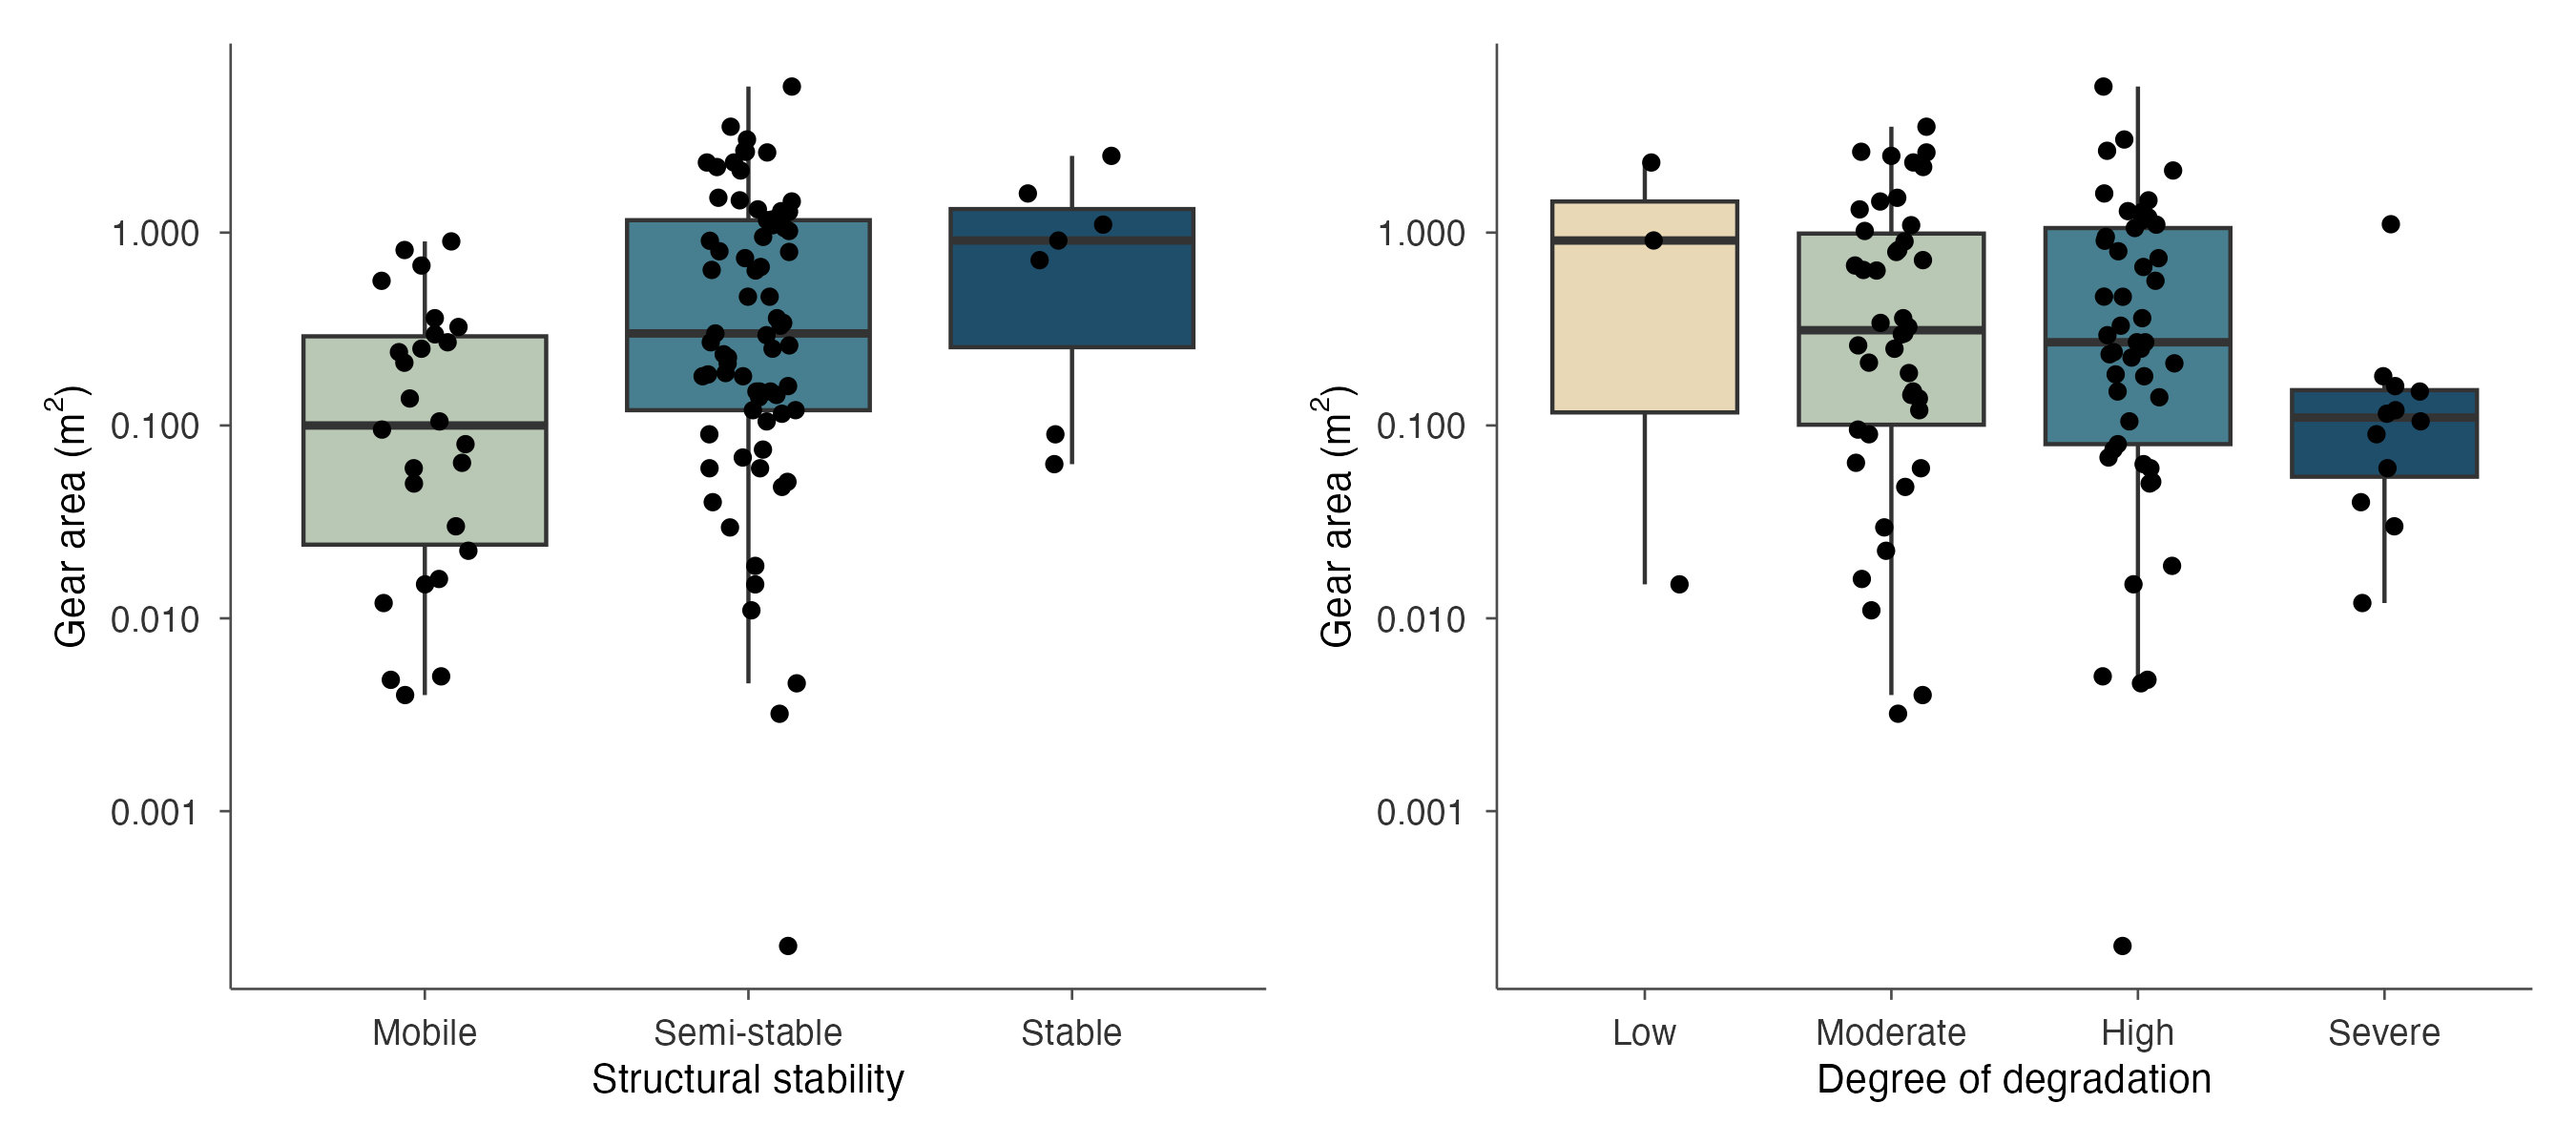 Gear area (m²)
1.000
0.100
0.010
0.001
Mobile
Semi-stable
Stable
Structural stability
Gear area (m²)
1.000
0.100
0.010
0.001
Low
Moderate
High
Severe
Degree of degradation